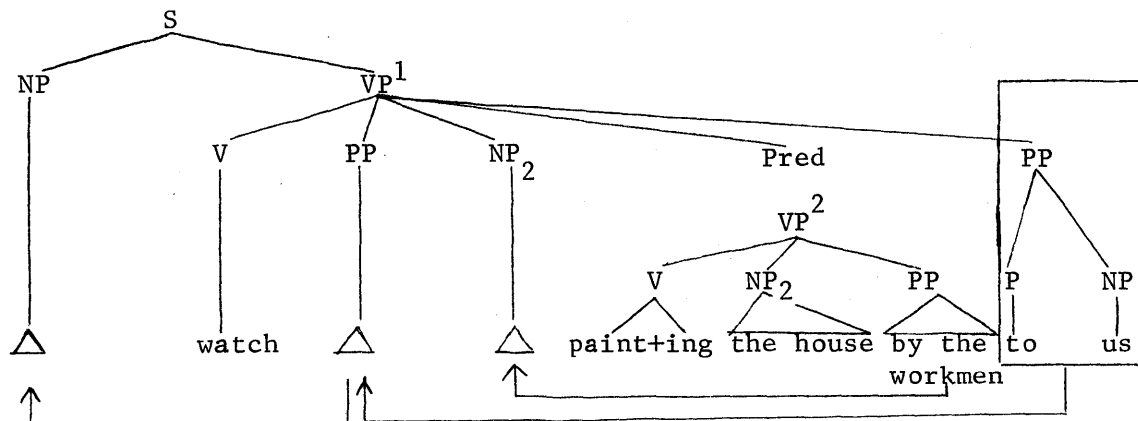 S
NP VP1
V PP NP2 Pred PP
VP2
V NP2 PP P NP
watch paint+ing the house by the to us
workmen